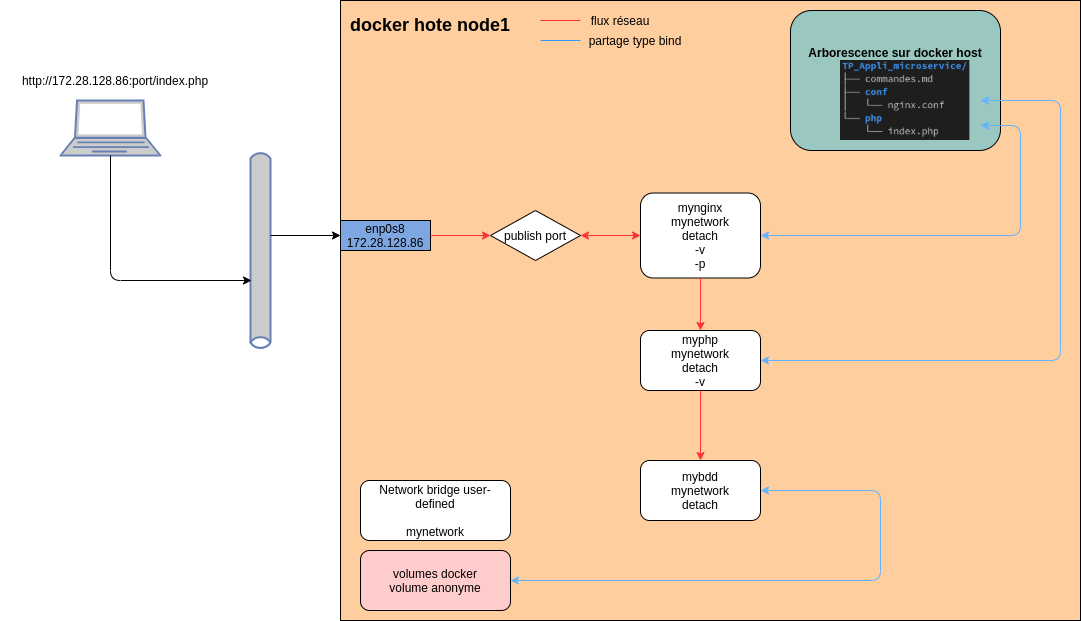 docker hote node1
flux réseau
partage type bind
Arborescence sur docker host
TP_Appli_microservice/
├── commandes.md
├── conf
│   └── nginx.conf
└── php
    └── index.php
http://172.28.128.86:port/index.php
enp0s8
172.28.128.86
publish port
mynginx
mynetwork
detach
-v
-p
myphp
mynetwork
detach
-v
mybdd
mynetwork
detach
Network bridge user-
defined
mynetwork
volumes docker
volume anonyme